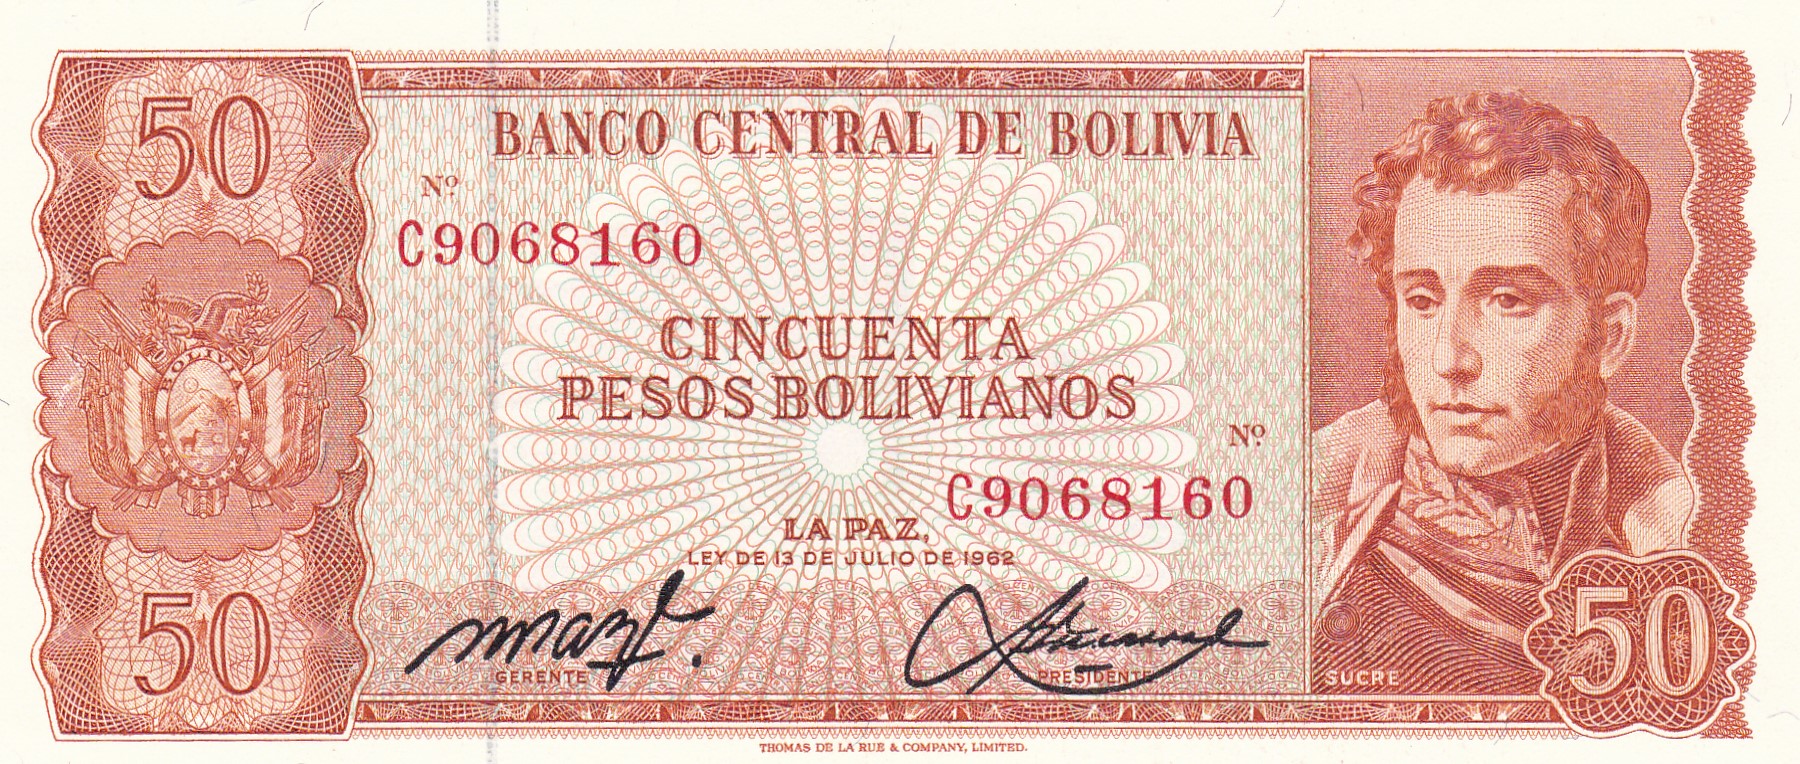 50
BANCO CENTRAL DE BOLIVIA
Nº
C9068160
BOLIVIA
CINCUENTA
PESOS BOLIVIANOS
Nº
C9068160
LA PAZ,
LEY DE 13 DE JULIO DE 1962
50
GERENTE
PRESIDENTE
SUCRE
50
THOMAS DE LA RUE & COMPANY, LIMITED.